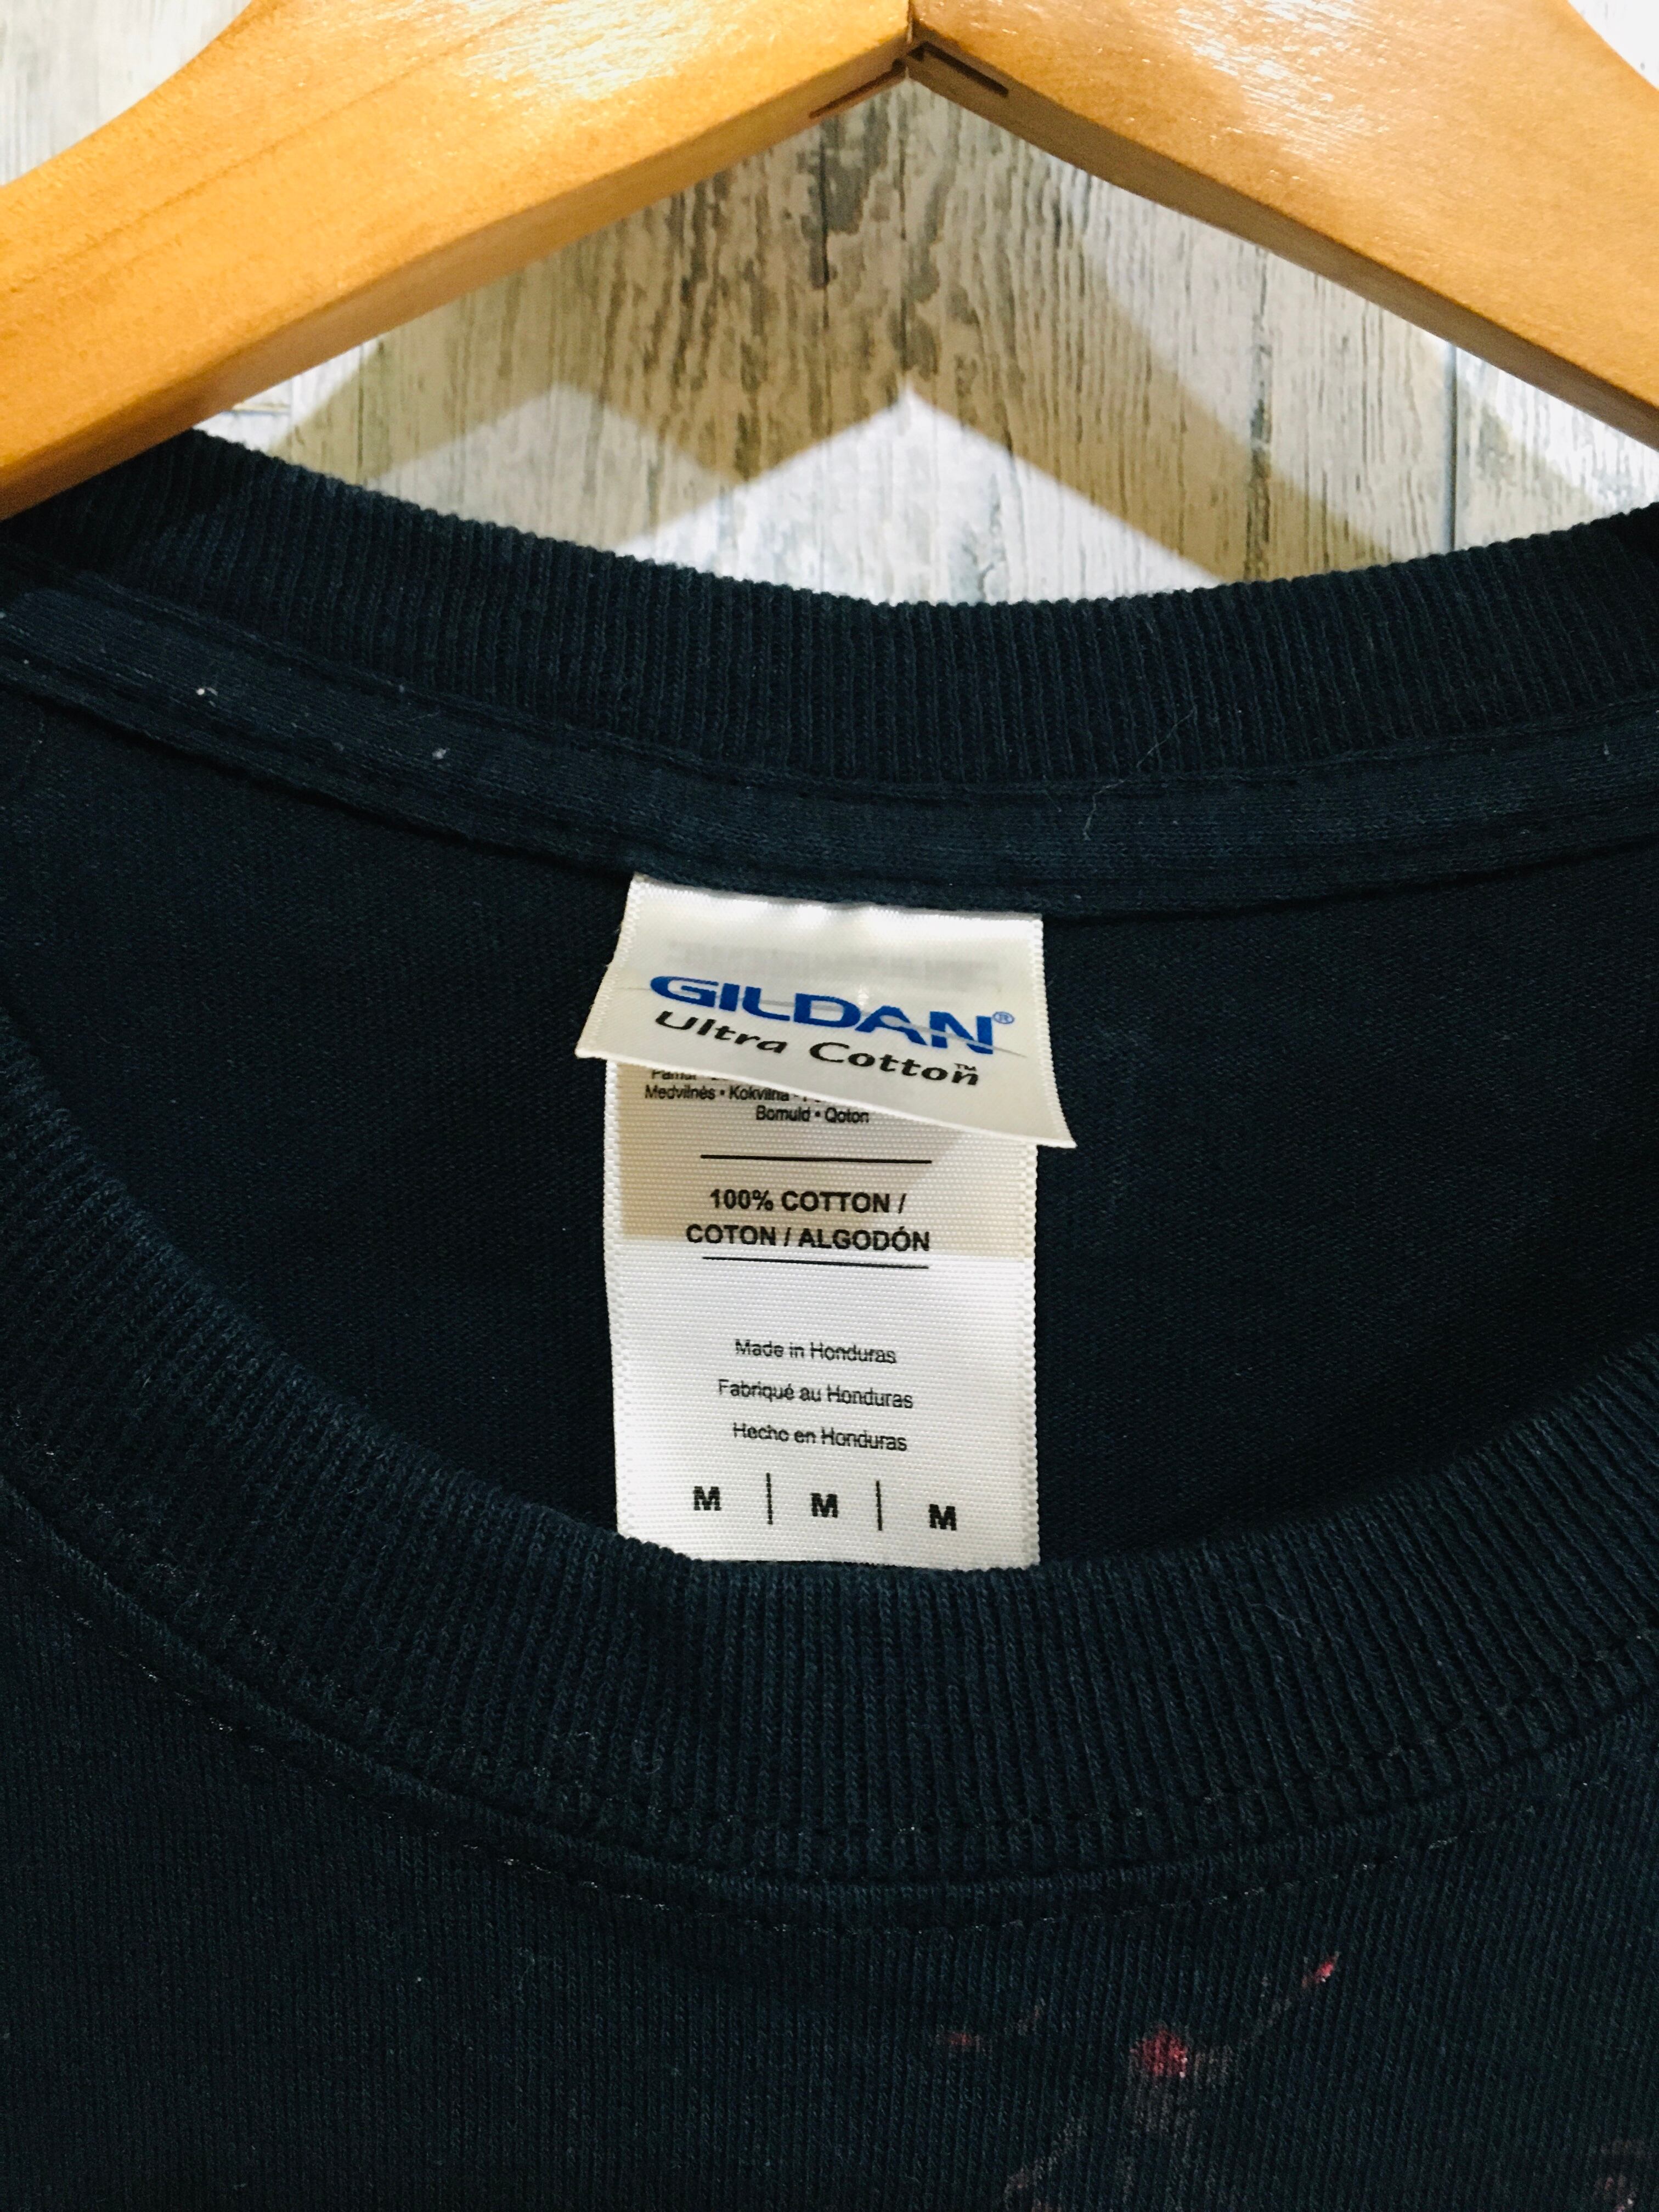 GILDAN®
Ultra Cotton™
Medvilnės • Kokvilna •
Bomuld • Qoton
100% COTTON /
COTON / ALGODÓN
Made in Honduras
Fabriqué au Honduras
Hecho en Honduras
M | M | M